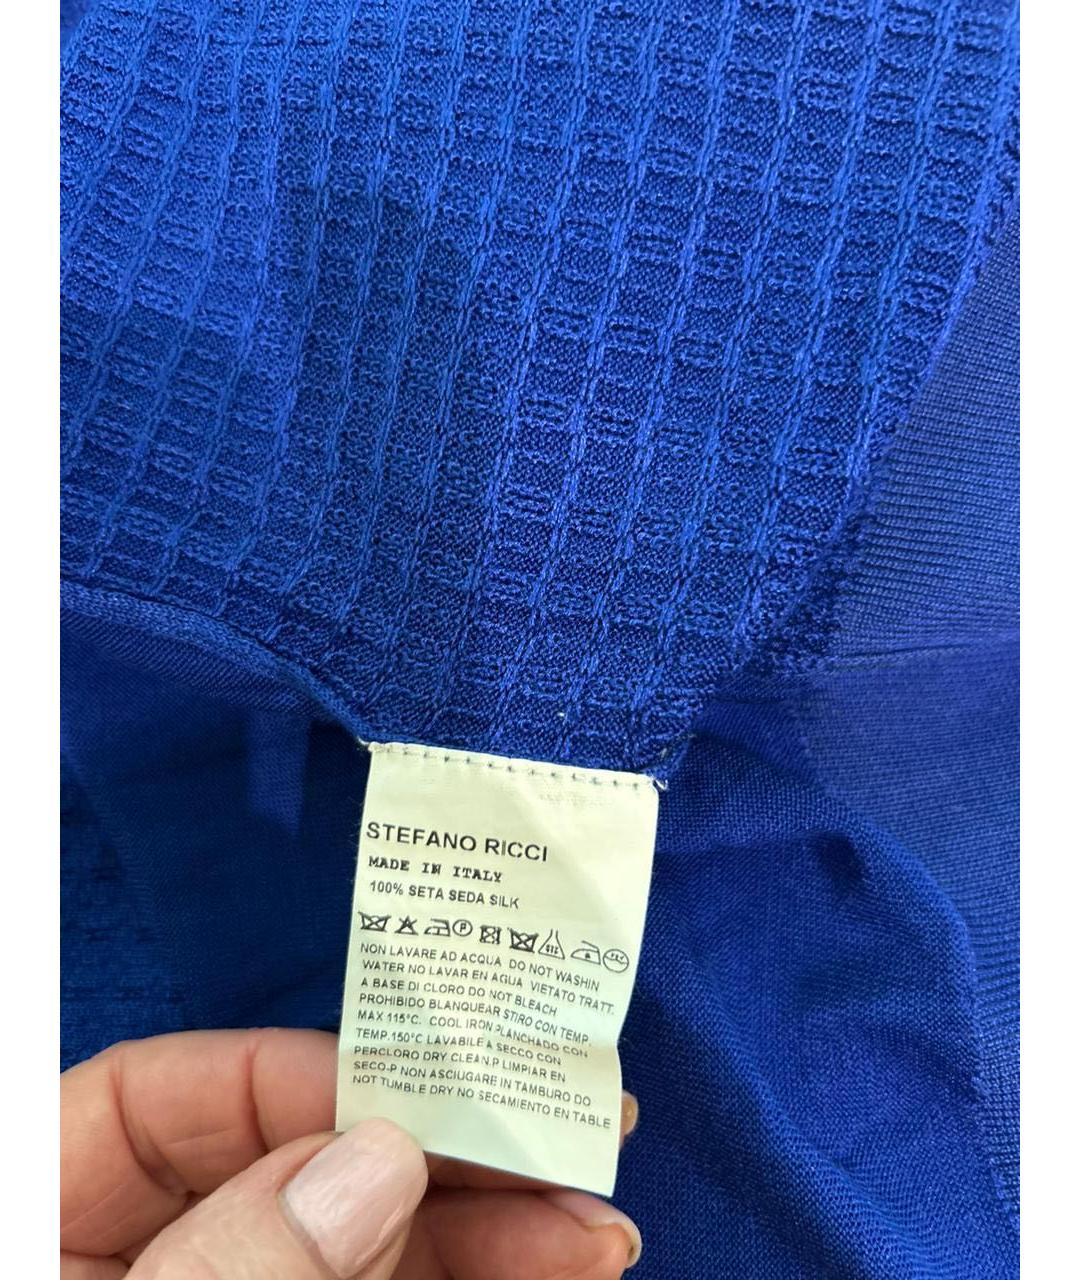 STEFANO RICCI
MADE IN ITALY
100% SETA SEDA SILK
NON LAVARE AD ACQUA DO NOT WASHIN
WATER NO LAVAR EN AGUA VIETATO TRATT.
A BASE DI CLORO DO NOT BLEACH
PROHIBIDO BLANQUEAR STIRO CON TEMP.
MAX 115°C. COOL IRON PLANCHADO CON
TEMP.150°C LAVABILE A SECCO CON
PERCLORO DRY CLEAN.P LIMPIAR EN
SECO-P NON ASCIUGARE IN TAMBURO DO
NOT TUMBLE DRY NO SECAMIENTO EN TABLE